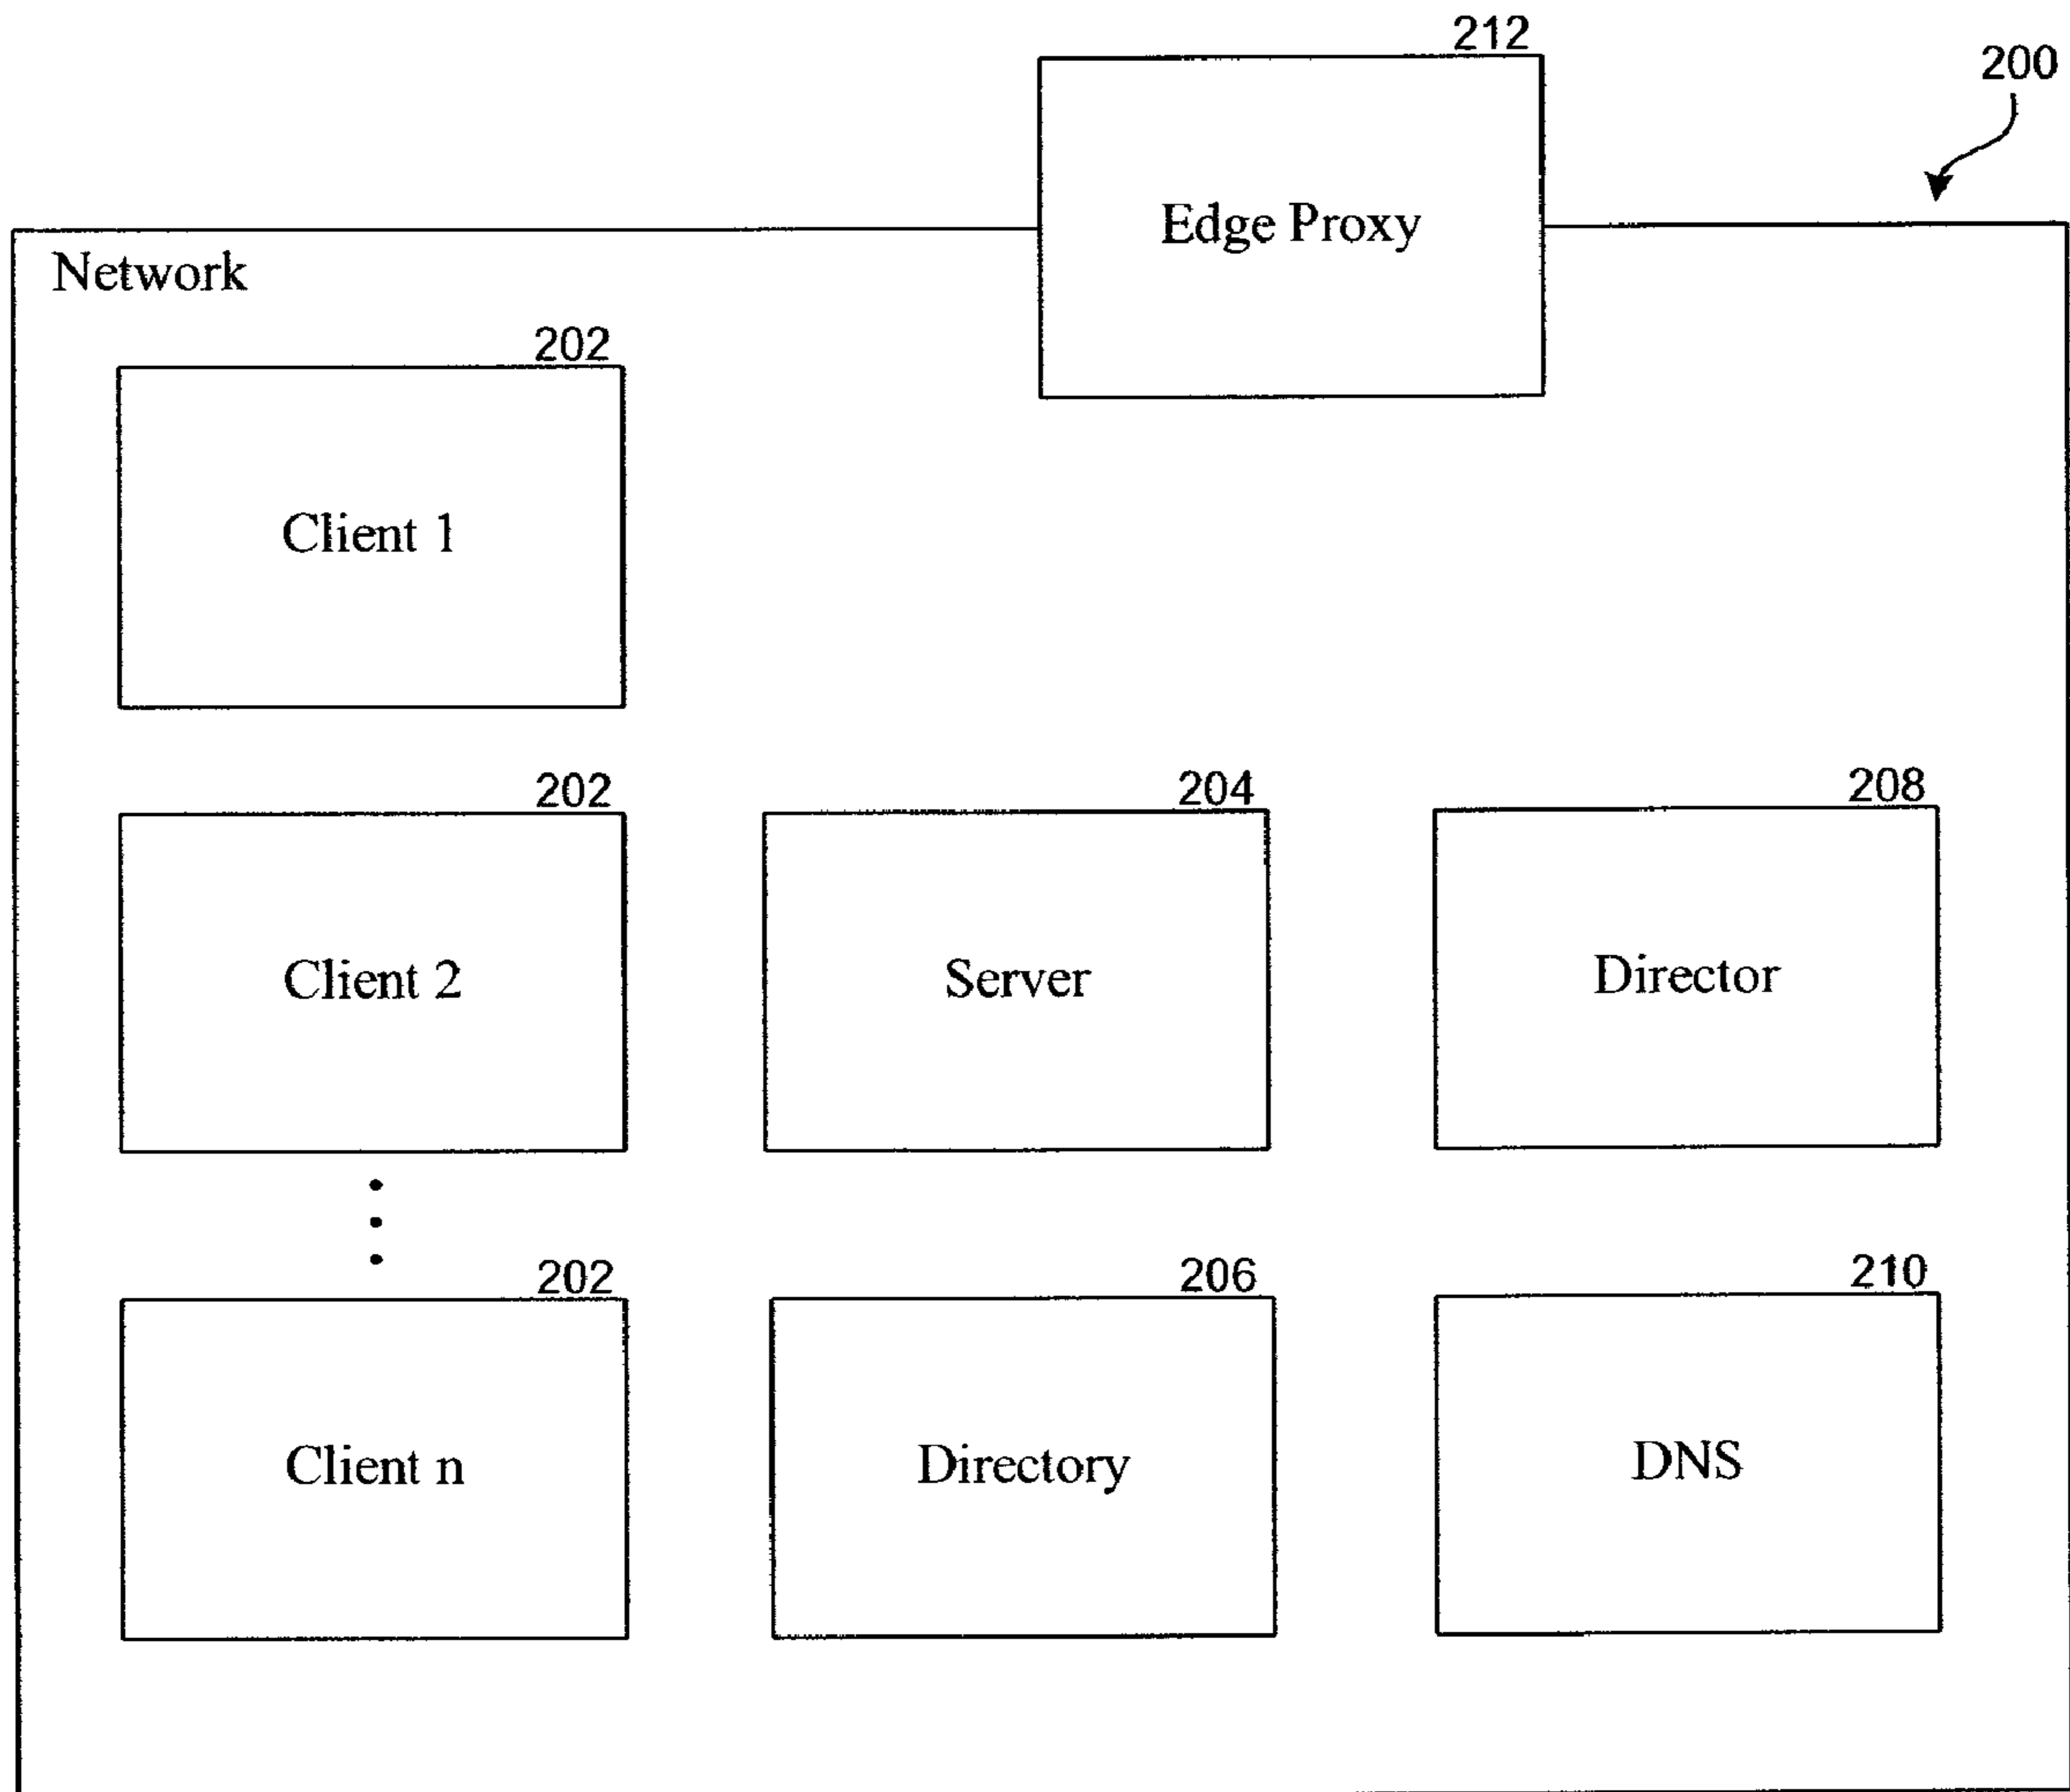 212
200
Edge Proxy
Network
202
Client 1
202
204
208
Client 2
Server
Director
202
206
210
Client n
Directory
DNS